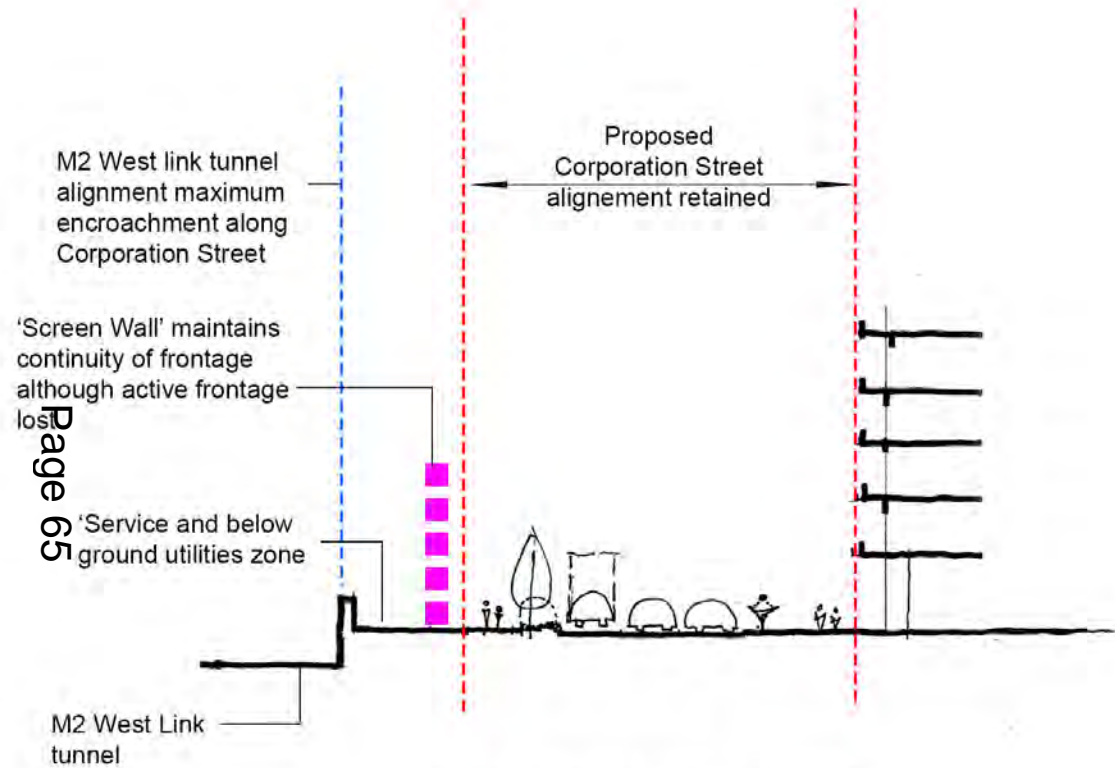 M2 West link tunnel
alignment maximum
encroachment along
Corporation Street
Proposed
Corporation Street
alignement retained
‘Screen Wall’ maintains
continuity of frontage
although active frontage
lost
Page 65
‘Service and below
ground utilities zone
M2 West Link
tunnel